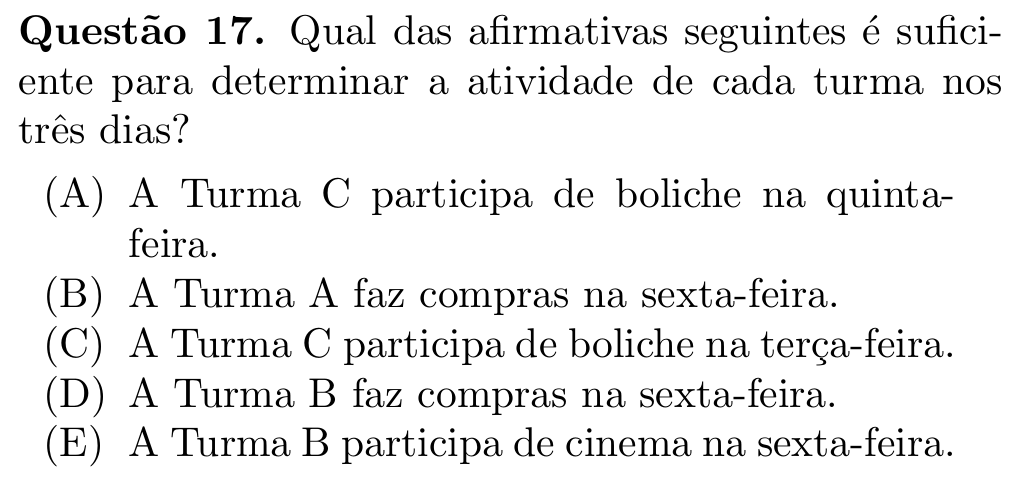 Questão 17. Qual das afirmativas seguintes é sufici-
ente para determinar a atividade de cada turma nos
três dias?
(A) A Turma C participa de boliche na quinta-
feira.
(B) A Turma A faz compras na sexta-feira.
(C) A Turma C participa de boliche na terça-feira.
(D) A Turma B faz compras na sexta-feira.
(E) A Turma B participa de cinema na sexta-feira.